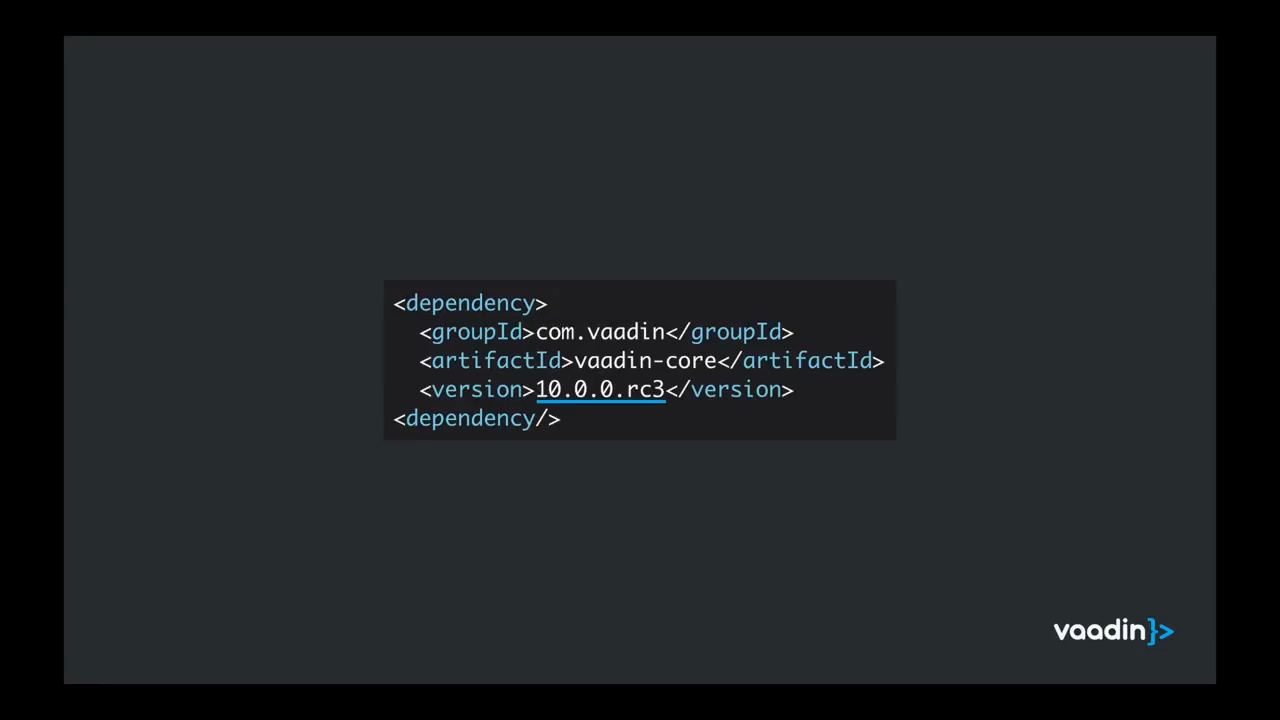 <dependency>
  <groupId>com.vaadin</groupId>
  <artifactId>vaadin-core</artifactId>
  <version>10.0.0.rc3</version>
<dependency/>
vaadin}>